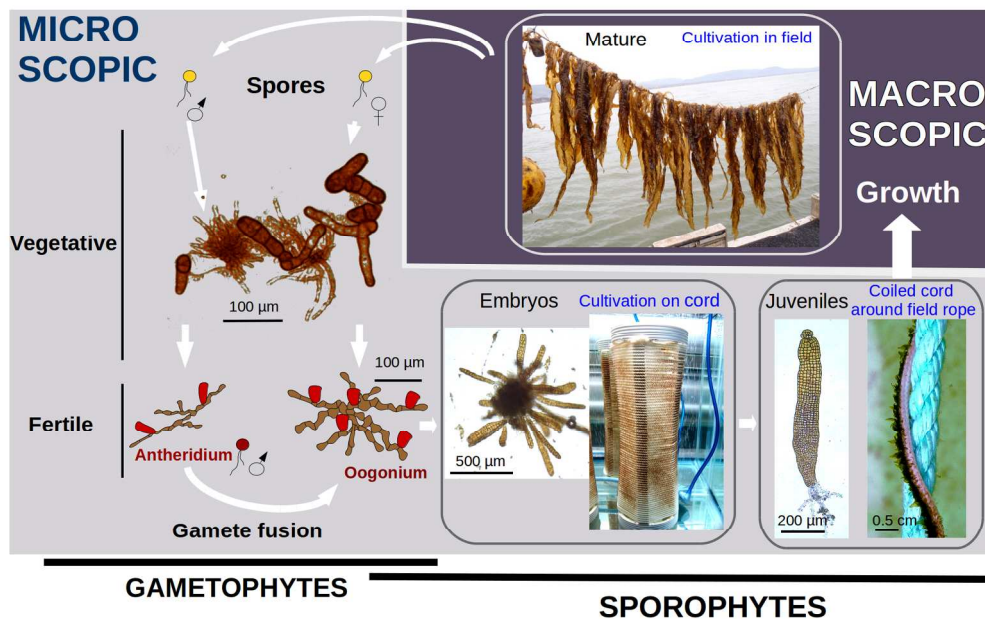 MICRO
SCOPIC
Spores
Vegetative
100 µm
Fertile
Antheridium
100 µm
Oogonium
Gamete fusion
Mature
Cultivation in field
MACRO
SCOPIC
Growth
Embryos
Cultivation on cord
500 µm
Juveniles
Coiled cord
around field rope
200 µm
0.5 cm
GAMETOPHYTES
SPOROPHYTES